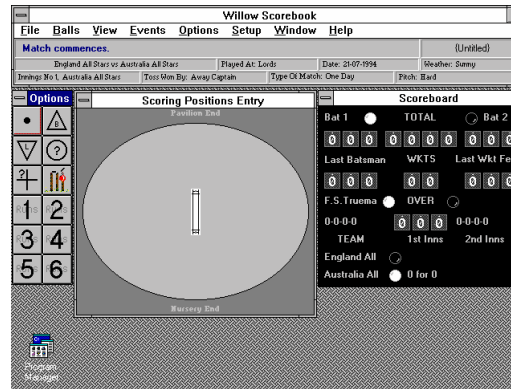 Willow Scorebook
File Balls View Events Options Setup Window Help
Match commences. (Untitled)
England All Stars vs Australia All Stars Played At: Lords Date: 21-07-1994 Weather: Sunny
Innings No 1, Australia All Stars Toss Won By: Away Captain Type Of Match: One Day Pitch: Hard
Options
B
L
?
?
1 2
3 4
5 6
Scoring Positions Entry
Pavilion End
Nursery End
Scoreboard
Bat 1 TOTAL Bat 2
0 0 0 0 0 0 0 0 0 0
Last Batsman WKTS Last Wkt Fe
0 0 0 0 0 0 0 0
F.S.Truema OVER
0-0-0-0 0 0 0 0-0-0-0
TEAM 1st Inns 2nd Inns
England All
Australia All 0 for 0
Program
Manager